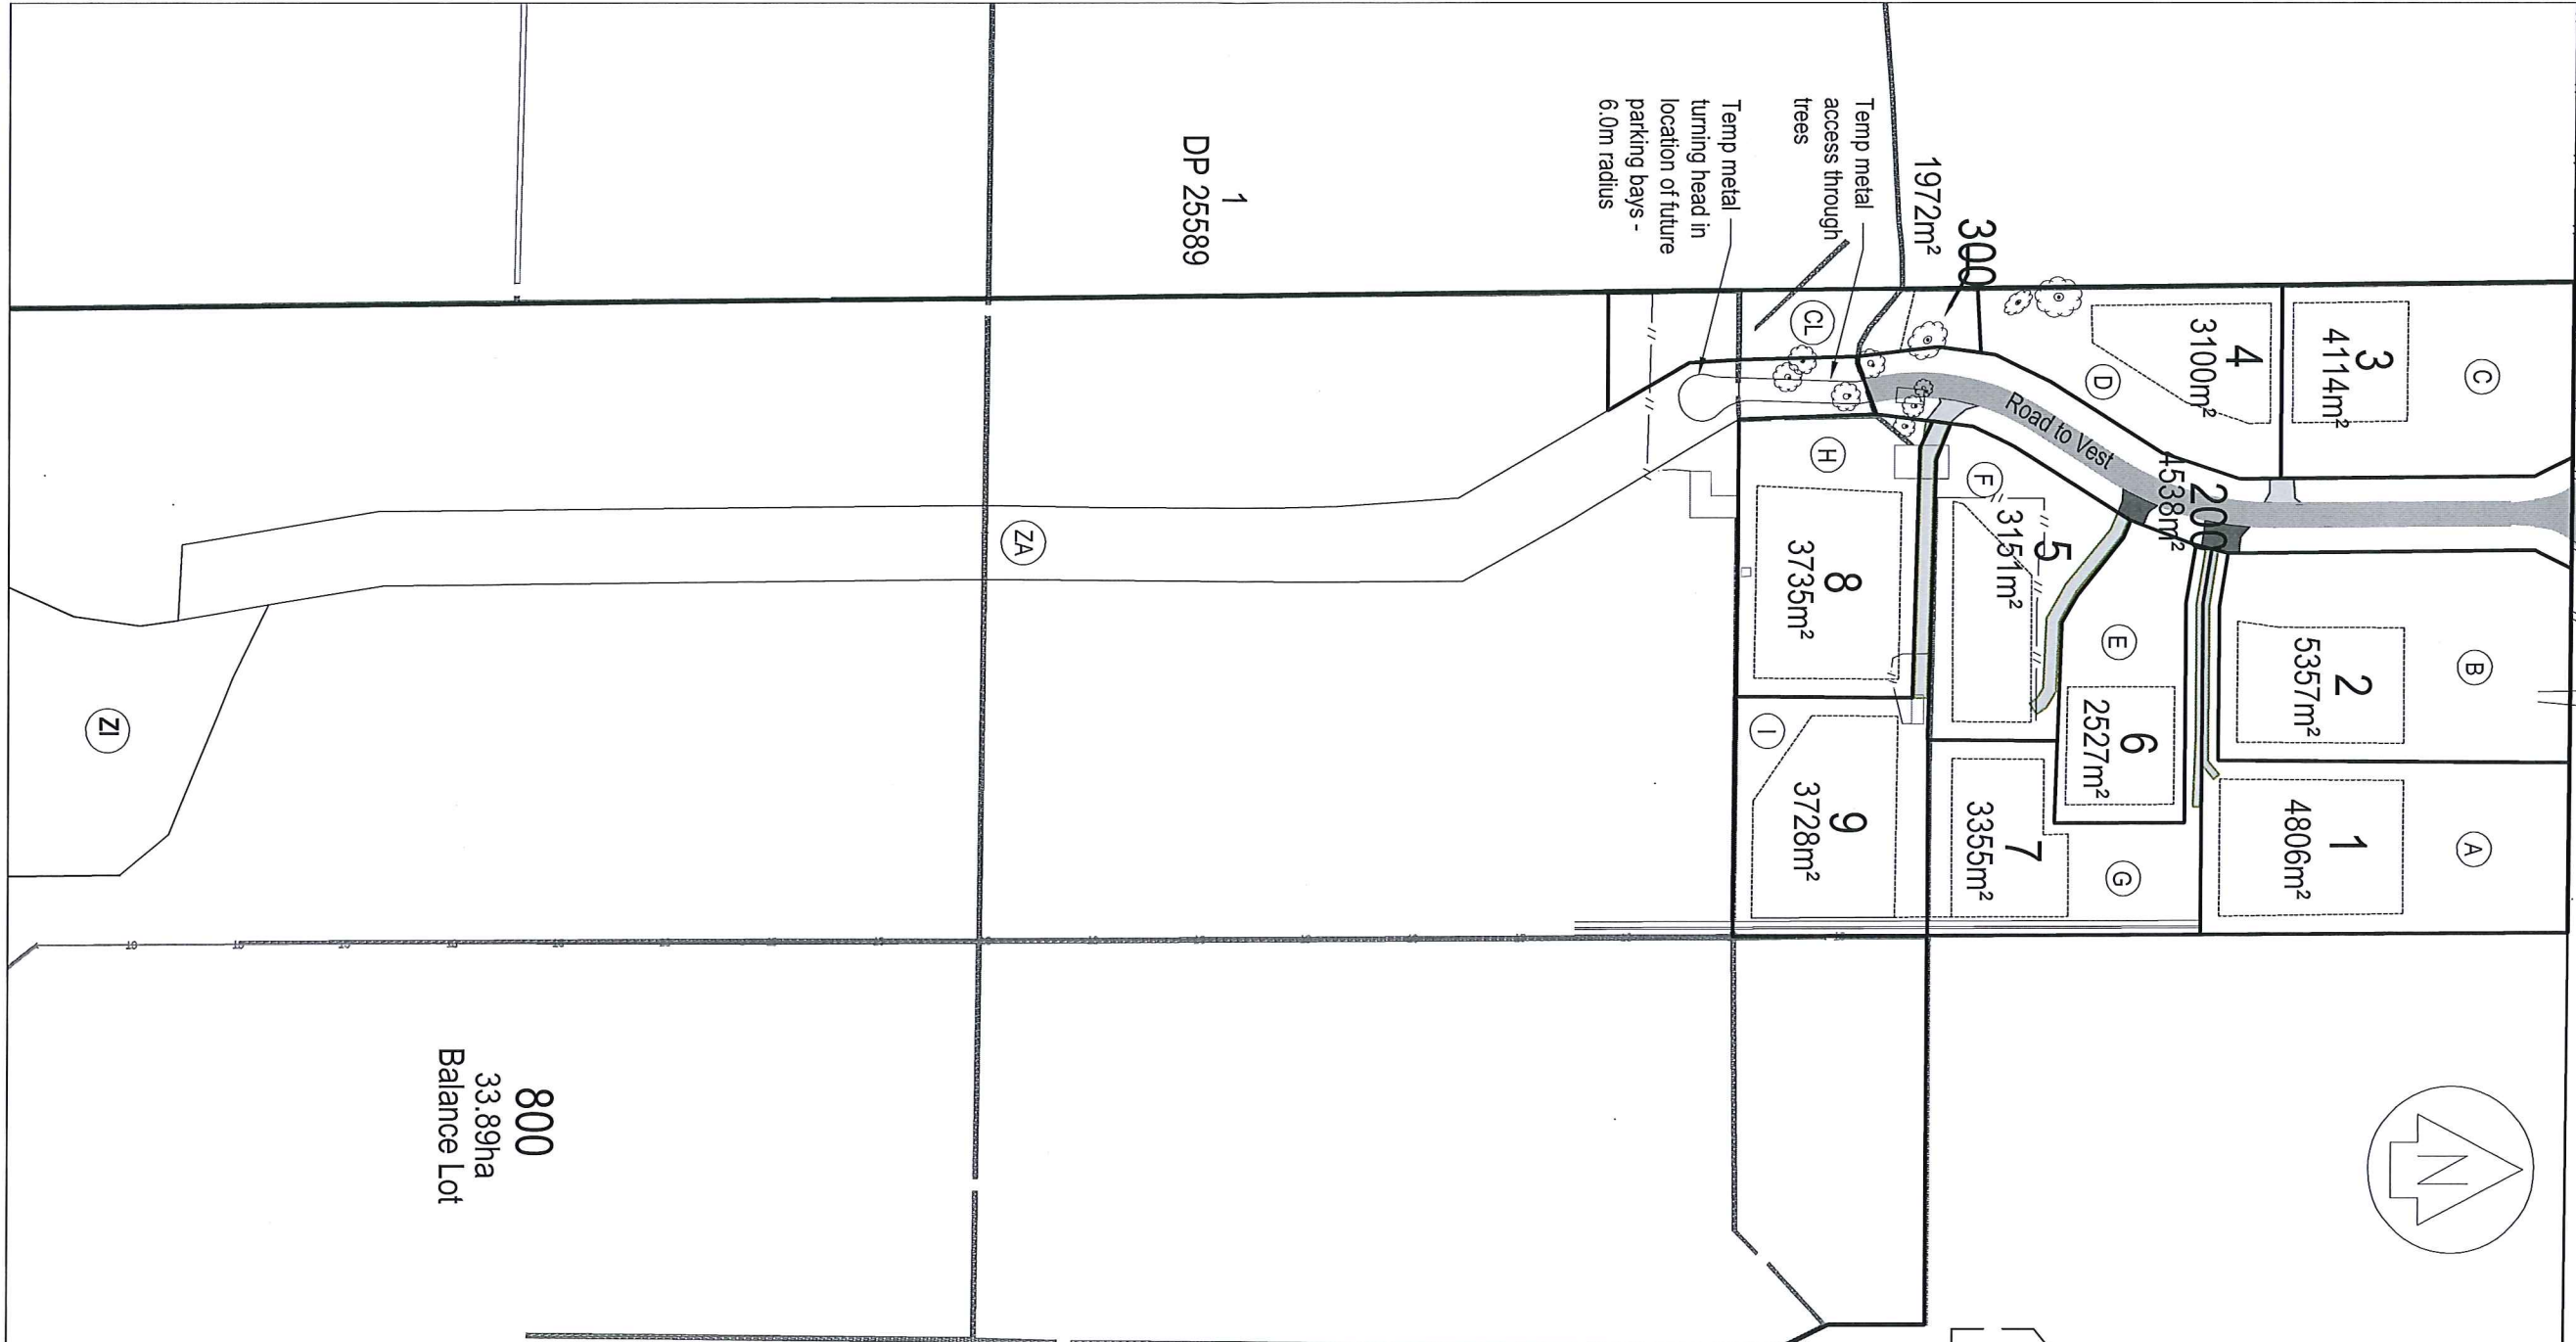 1
DP 25589
Temp metal
turning head in
location of future
parking bays -
6.0m radius
Temp metal
access through
trees
300
1972m²
CL
4
3100m²
D
3
4114m²
C
Road to Vest
200
4538m²
H
F
5
3151m²
8
3735m²
E
2
5357m²
B
6
2527m²
I
9
3728m²
7
3355m²
G
1
4806m²
A
ZA
ZI
800
33.89ha
Balance Lot
N